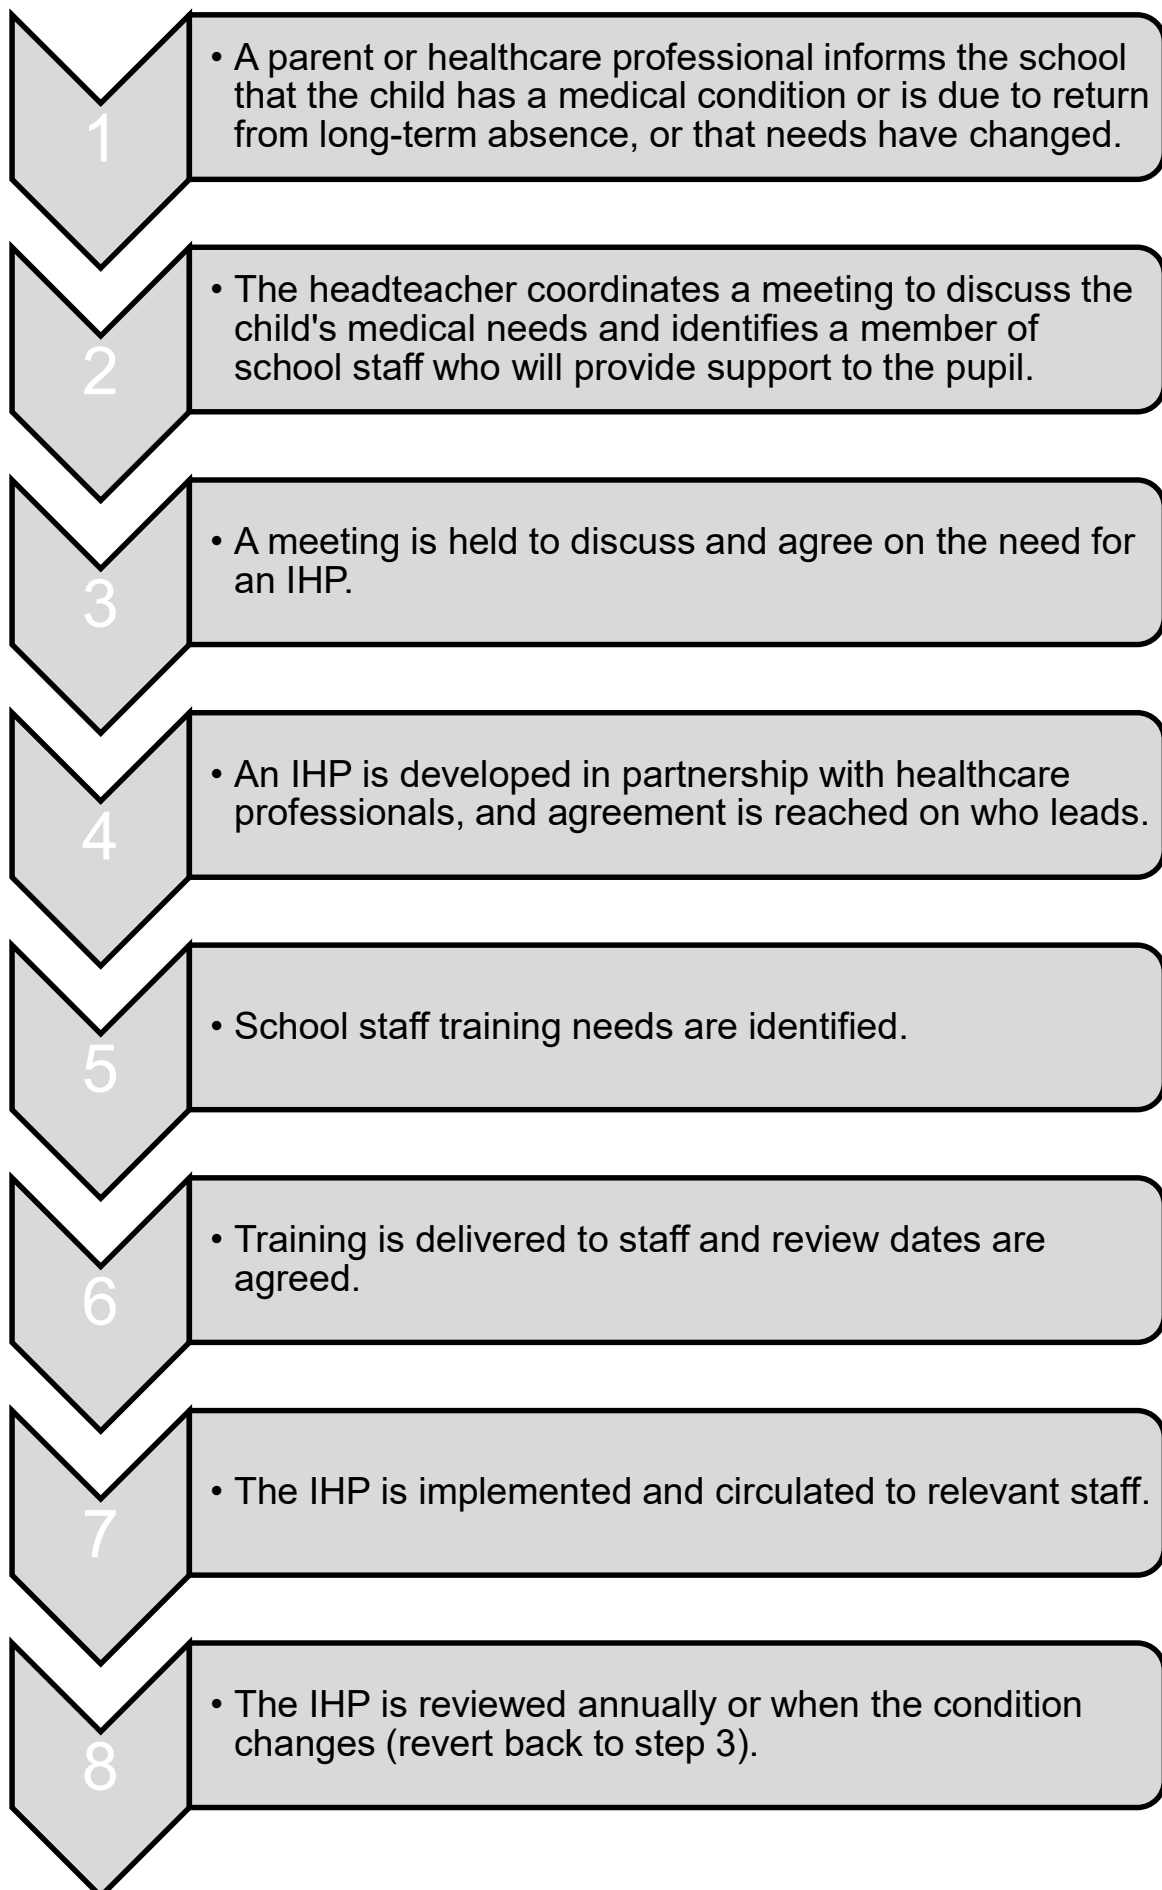 1
• A parent or healthcare professional informs the school
that the child has a medical condition or is due to return
from long-term absence, or that needs have changed.
2
• The headteacher coordinates a meeting to discuss the
child's medical needs and identifies a member of
school staff who will provide support to the pupil.
3
• A meeting is held to discuss and agree on the need for
an IHP.
4
• An IHP is developed in partnership with healthcare
professionals, and agreement is reached on who leads.
5
• School staff training needs are identified.
6
• Training is delivered to staff and review dates are
agreed.
7
• The IHP is implemented and circulated to relevant staff.
8
• The IHP is reviewed annually or when the condition
changes (revert back to step 3).